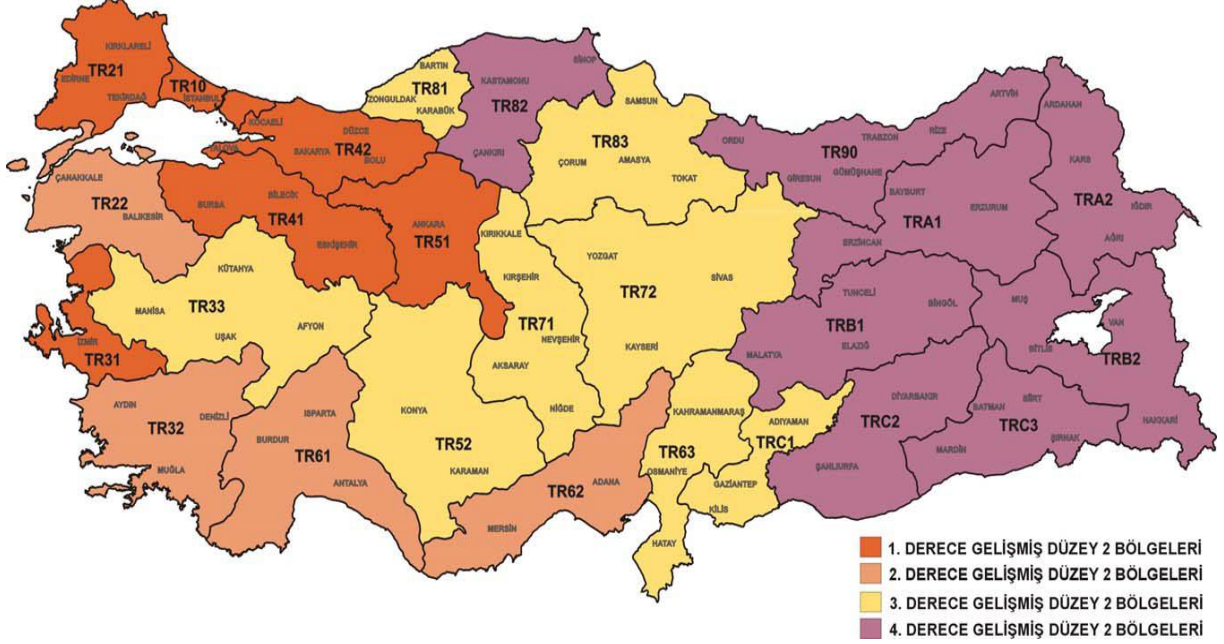 KIRKLARELİ
TR21
EDİRNE
TEKİRDAĞ
TR10
İSTANBUL
KOCAELİ
YALOVA
DÜZCE
SAKARYA
TR42
BOLU
BARTIN
TR81
ZONGULDAK
KARABÜK
KASTAMONU
SİNOP
TR82
ÇANKIRI
SAMSUN
TR83
ÇORUM
AMASYA
TOKAT
ORDU
TR90
TRABZON
RİZE
ARTVİN
GİRESUN
GÜMÜŞHANE
ARDAHAN
KARS
TRA2
IĞDIR
AĞRI
BAYBURT
ERZURUM
TRA1
ERZİNCAN
ÇANAKKALE
TR22
BALIKESİR
BURSA
BİLECİK
TR41
ESKİŞEHİR
ANKARA
TR51
KIRIKKALE
KIRŞEHİR
TR71
NEVŞEHİR
AKSARAY
NİĞDE
YOZGAT
SİVAS
TR72
KAYSERİ
TUNCELİ
BİNGÖL
TRB1
MALATYA
ELAZIĞ
MUŞ
VAN
BİTLİS
TRB2
HAKKARİ
KÜTAHYA
MANİSA
TR33
UŞAK
AFYON
İZMİR
TR31
AYDIN
DENİZLİ
TR32
MUĞLA
ISPARTA
BURDUR
TR61
ANTALYA
KONYA
TR52
KARAMAN
ADANA
TR62
MERSİN
KAHRAMANMARAŞ
TR63
OSMANİYE
HATAY
ADIYAMAN
TRC1
GAZİANTEP
KİLİS
DİYARBAKIR
TRC2
ŞANLIURFA
BATMAN
SİİRT
TRC3
MARDİN
ŞIRNAK
1. DERECE GELİŞMİŞ DÜZEY 2 BÖLGELERİ
2. DERECE GELİŞMİŞ DÜZEY 2 BÖLGELERİ
3. DERECE GELİŞMİŞ DÜZEY 2 BÖLGELERİ
4. DERECE GELİŞMİŞ DÜZEY 2 BÖLGELERİ